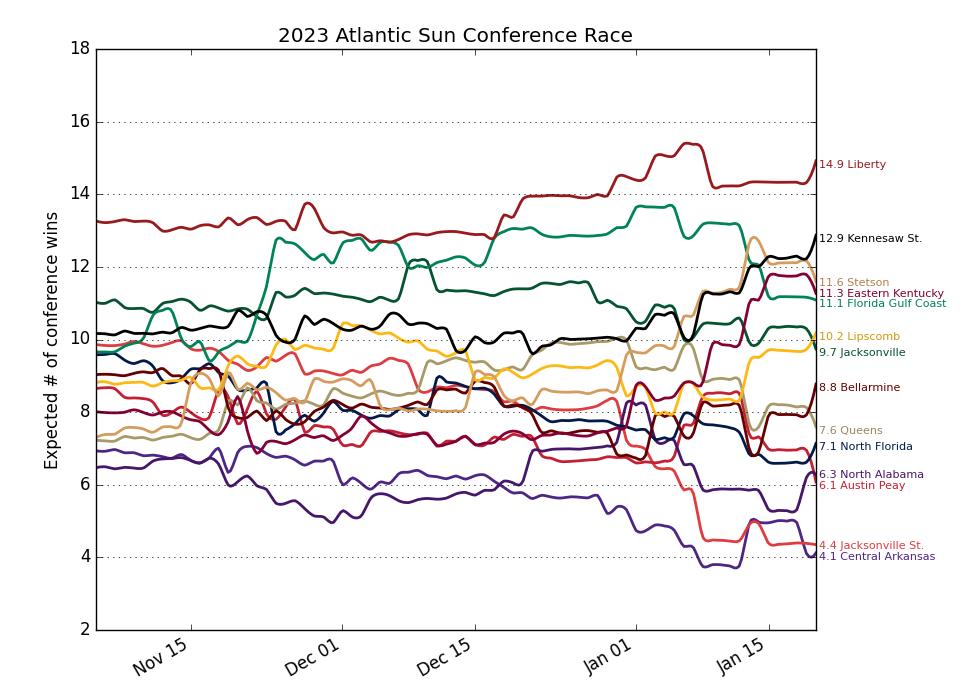 2023 Atlantic Sun Conference Race
Expected # of conference wins
18
16
14
12
10
8
6
4
2
Nov 15
Dec 01
Dec 15
Jan 01
Jan 15
14.9 Liberty
12.9 Kennesaw St.
11.6 Stetson
11.3 Eastern Kentucky
11.1 Florida Gulf Coast
10.2 Lipscomb
9.7 Jacksonville
8.8 Bellarmine
7.6 Queens
7.1 North Florida
6.3 North Alabama
6.1 Austin Peay
4.4 Jacksonville St.
4.1 Central Arkansas